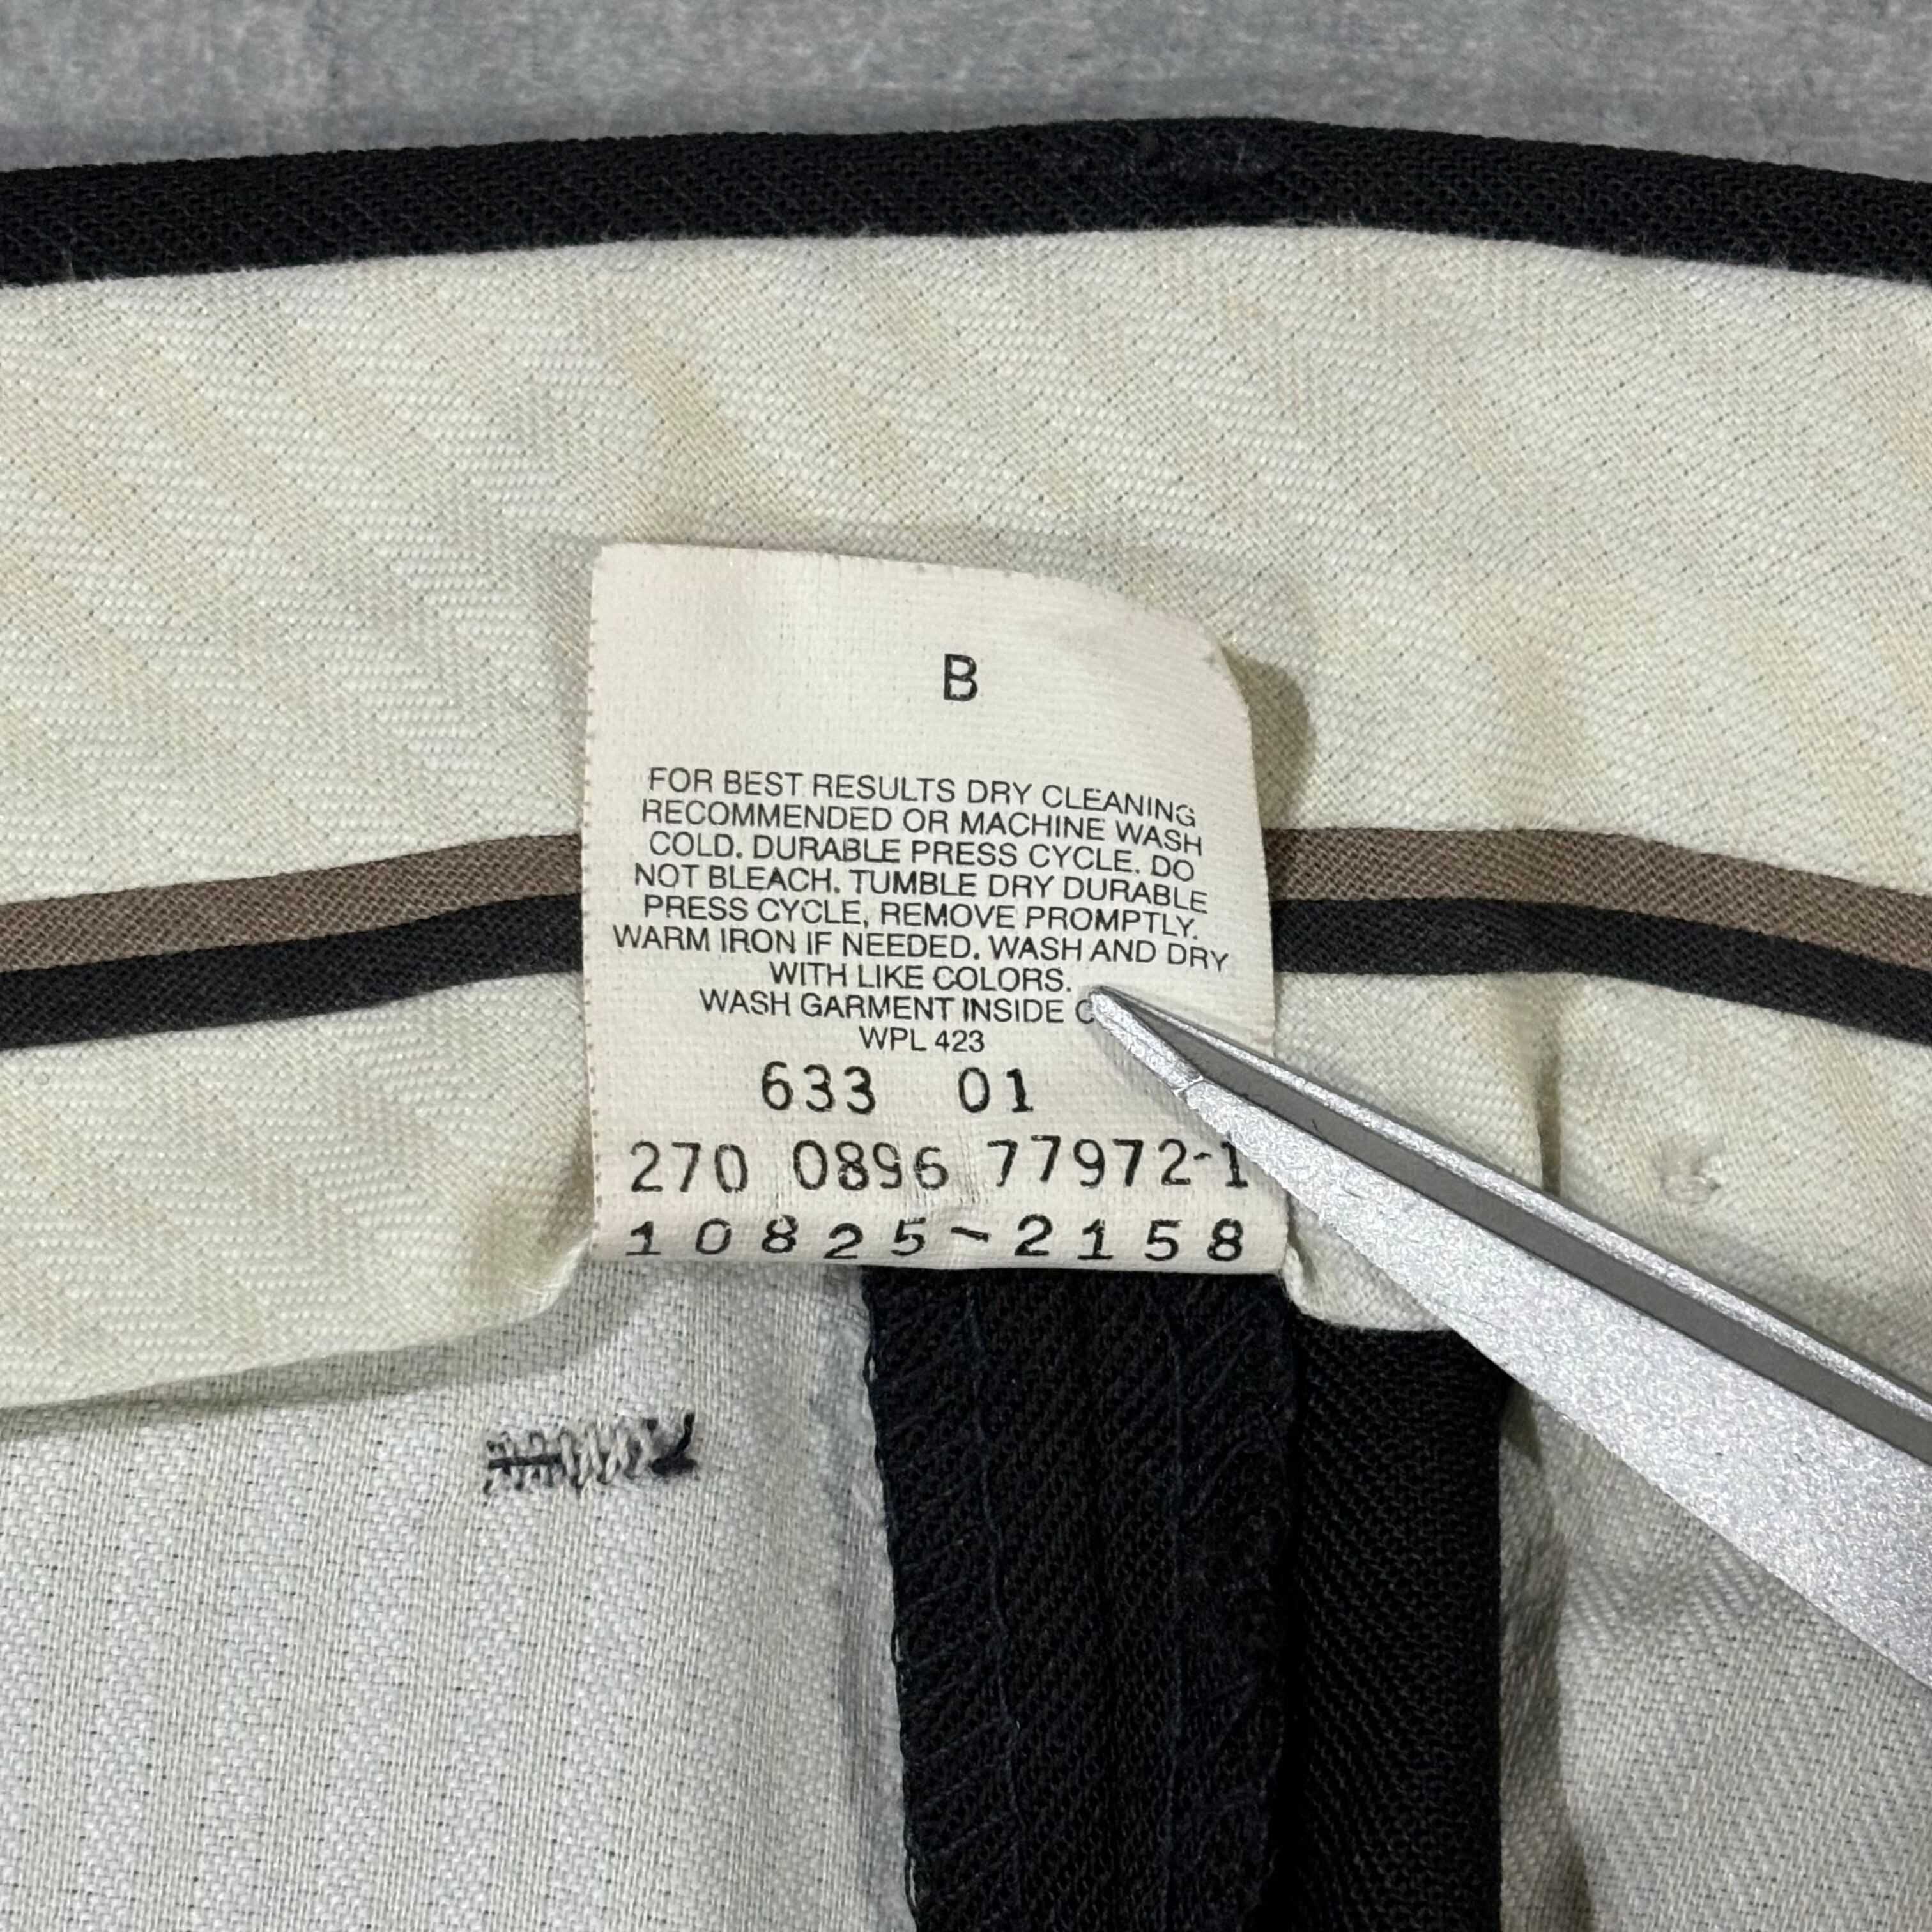 B
FOR BEST RESULTS DRY CLEANING
RECOMMENDED OR MACHINE WASH
COLD. DURABLE PRESS CYCLE. DO
NOT BLEACH. TUMBLE DRY DURABLE
PRESS CYCLE, REMOVE PROMPTLY.
WARM IRON IF NEEDED. WASH AND DRY
WITH LIKE COLORS.
WASH GARMENT INSIDE
WPL 423
633 01
270 0896 77972-1
10825-2158